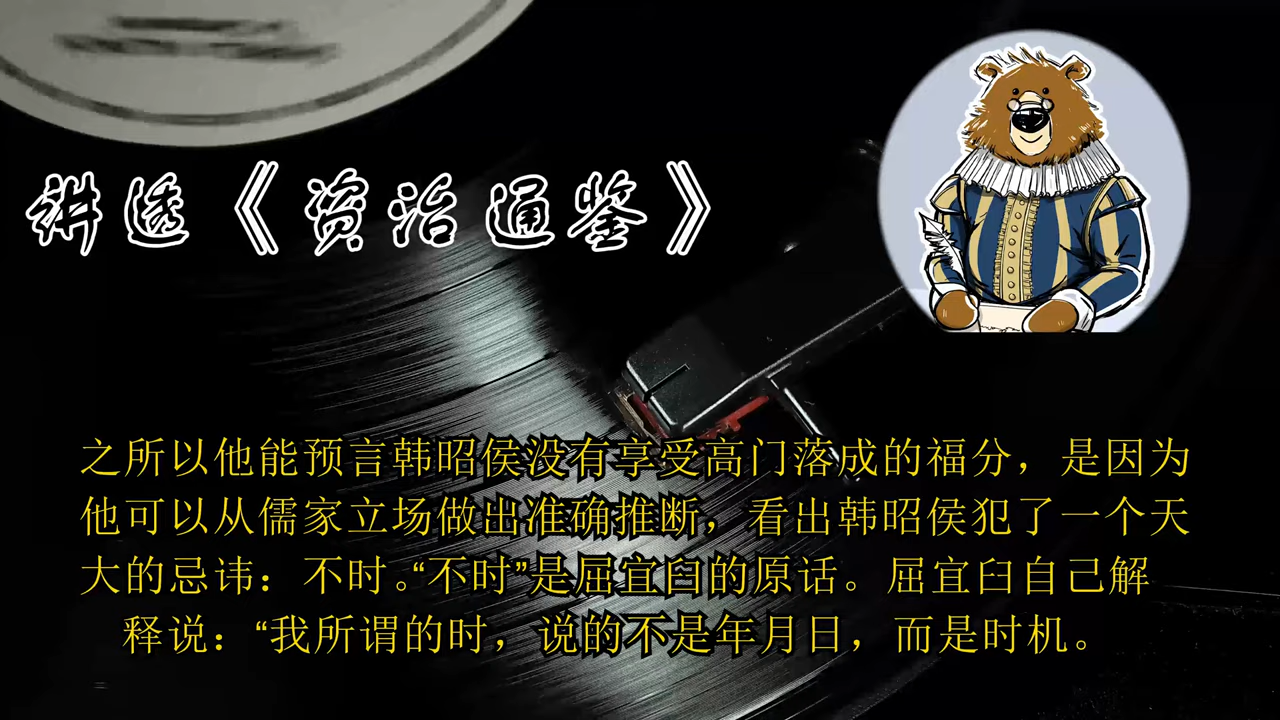 讲透《资治通鉴》
之所以他能预言韩昭侯没有享受高门落成的福分，是因为
他可以从儒家立场做出准确推断，看出韩昭侯犯了一个天
大的忌讳：不时。“不时”是屈宜臼的原话。屈宜臼自己解
释说：“我所谓的时，说的不是年月日，而是时机。